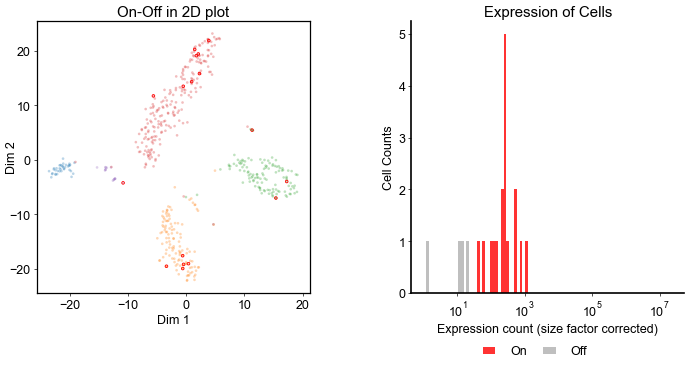 On-Off in 2D plot
20
10
0
−10
−20
Dim 2
−20 −10 0 10 20
Dim 1
Expression of Cells
5
4
3
2
1
0
Cell Counts
10^1 10^3 10^5 10^7
Expression count (size factor corrected)
On Off